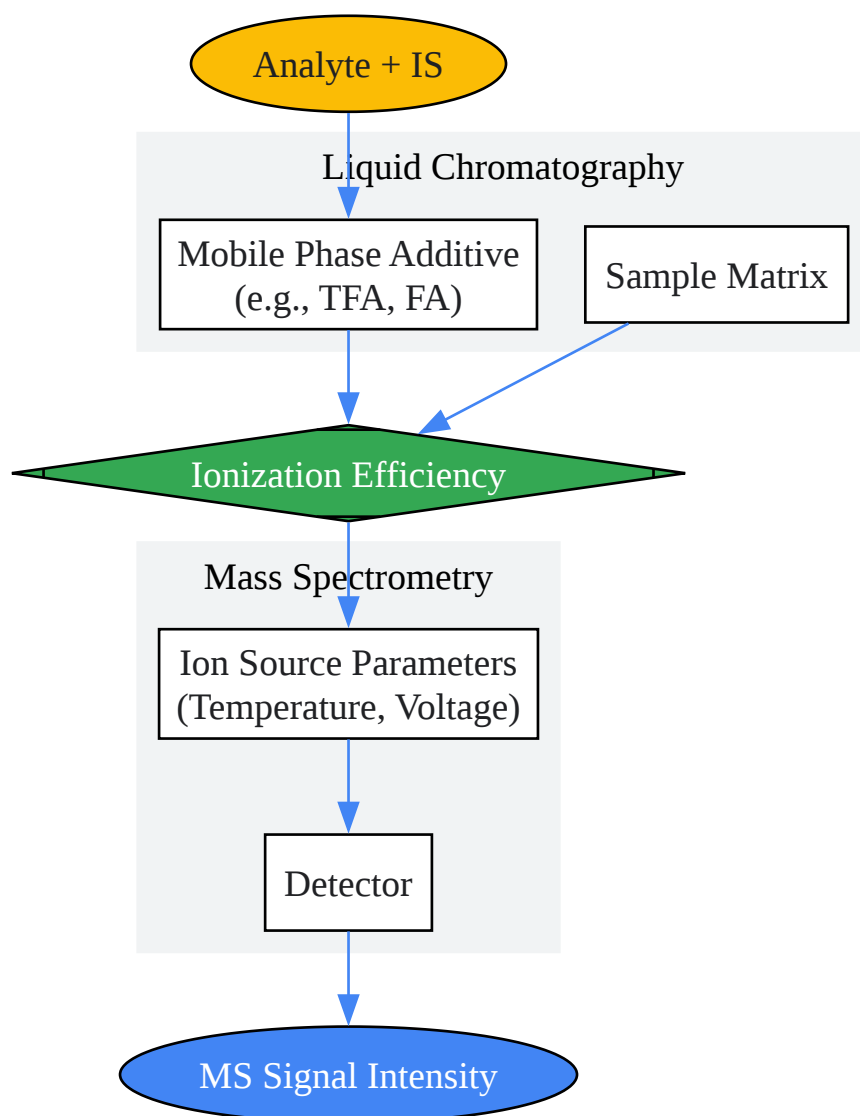 Analyte + IS
Liquid Chromatography
Mobile Phase Additive
(e.g., TFA, FA)
Sample Matrix
Ionization Efficiency
Mass Spectrometry
Ion Source Parameters
(Temperature, Voltage)
Detector
MS Signal Intensity